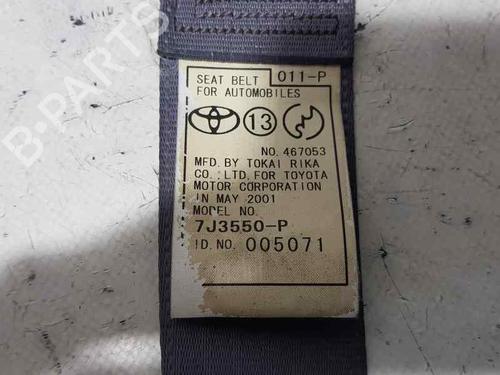 SEAT BELT 011-P
FOR AUTOMOBILES
13
NO. 467053
MFD. BY TOKAI RIKA
CO.,LTD, FOR TOYOTA
MOTOR CORPORATION
IN MAY 2001
MODEL NO.
7J3550-P
ID.NO. 005071